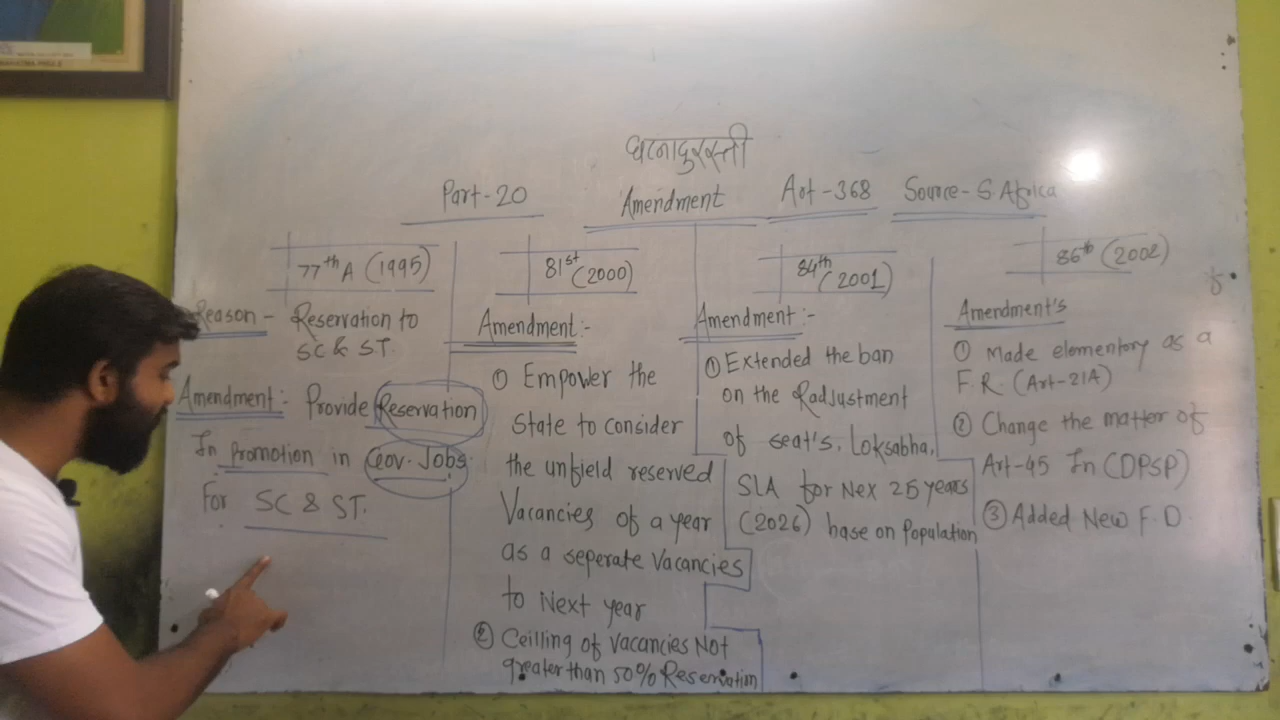 घटनादुरुस्ती
Part-20 Amendment Art-368 Source- S Africa
77th A (1995)
Reason - Reservation to
SC & ST.
Amendment: Provide Reservation
In promotion in Gov. Jobs.
For SC & ST.
81st (2000)
Amendment:-
① Empower the
state to consider
the unfield reserved
Vacancies of a year
as a seperate Vacancies
to Next year
② Ceilling of vacancies Not
greater than 50% Reservation
84th (2001)
Amendment:-
① Extended the ban
on the Radjustment
of seat's. Loksabha,
SLA for Nex 25 years
(2026) base on Population
86th (2002)
Amendment's
① Made elementory as a
F.R. (Art-21A)
② Change the matter of
Art-45 In (DPSP)
③ Added New F.D.